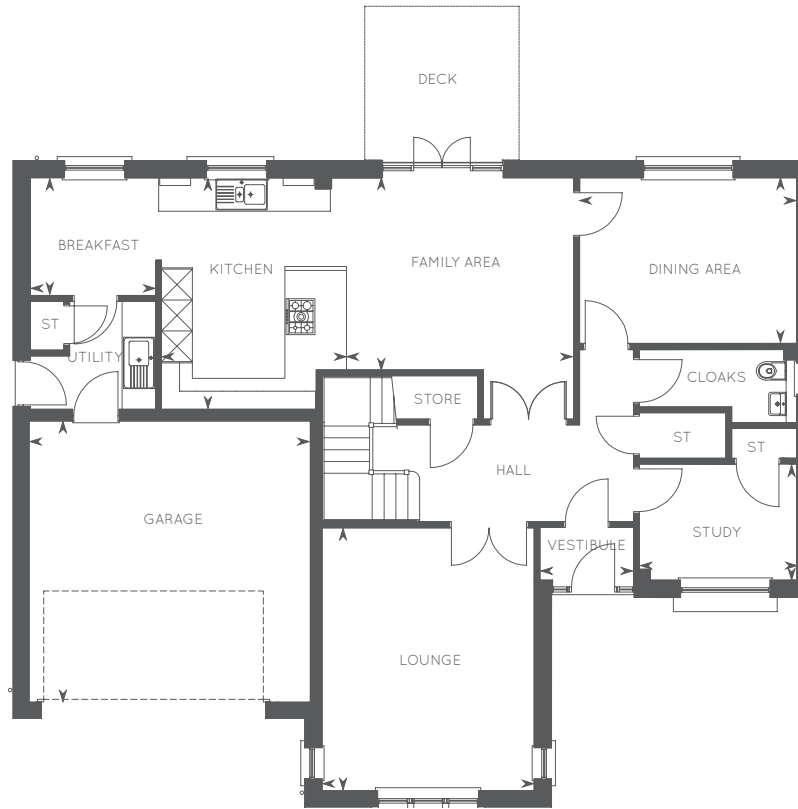 DECK
BREAKFAST
KITCHEN
FAMILY AREA
DINING AREA
ST
UTILITY
CLOAKS
STORE
ST
ST
HALL
GARAGE
STUDY
VESTIBULE
LOUNGE